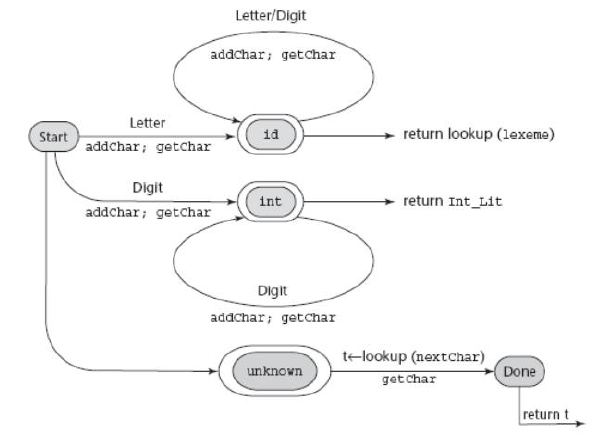 Letter/Digit
addChar; getChar
Letter
Start
id
return lookup (lexeme)
addChar; getChar
Digit
int
return Int_Lit
addChar; getChar
Digit
addChar; getChar
t←lookup (nextChar)
unknown
Done
getChar
return t